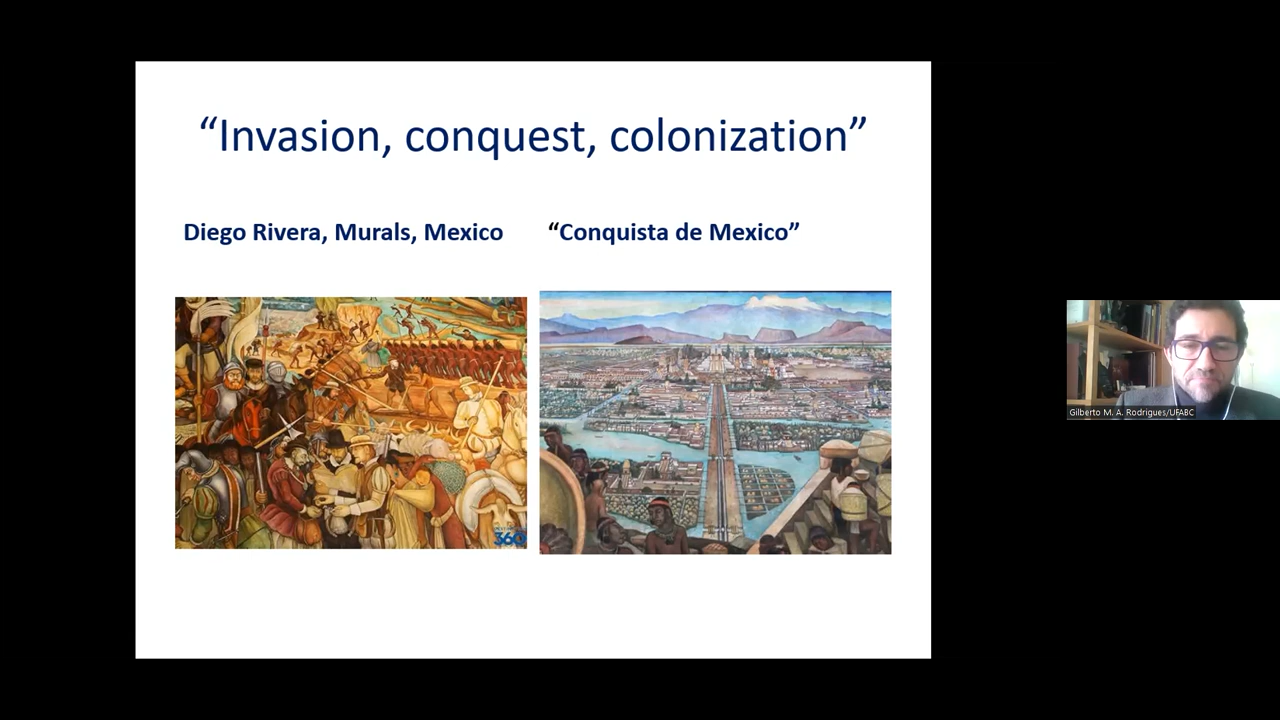 “Invasion, conquest, colonization”
Diego Rivera, Murals, Mexico
“Conquista de Mexico”
360
Gilberto M. A. Rodrigues/UFABC